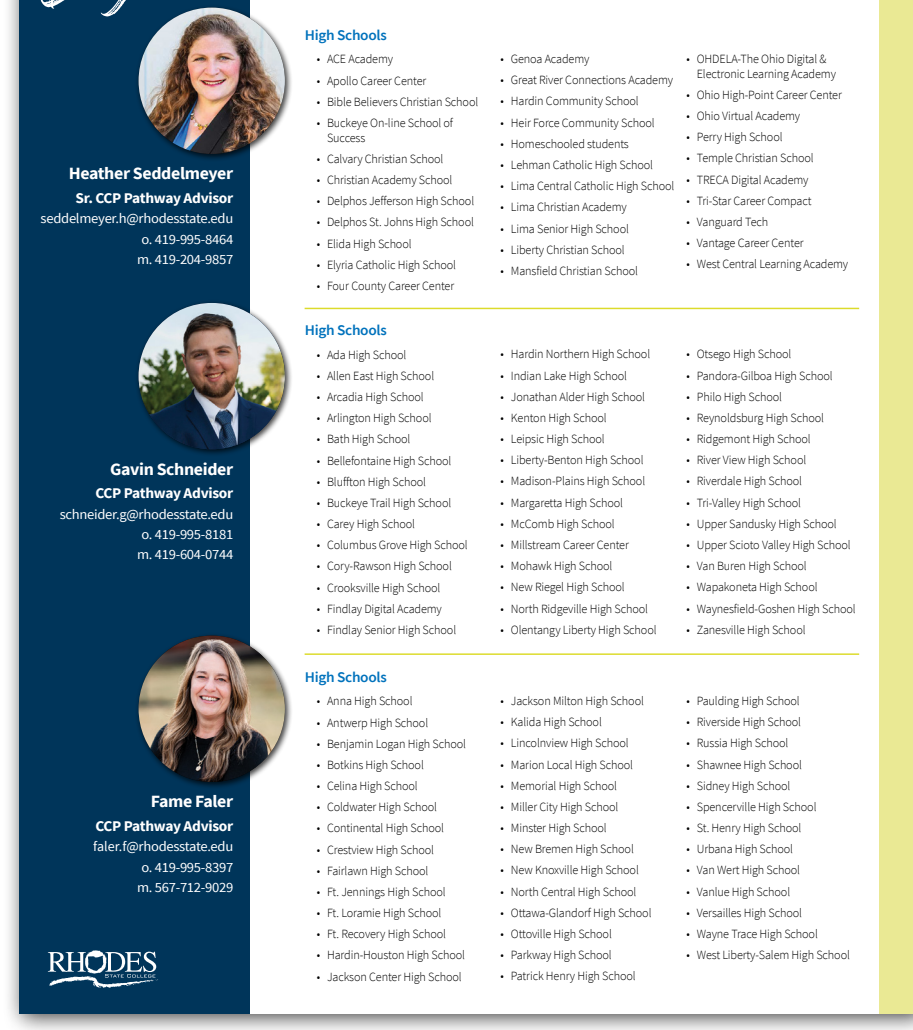 Heather Seddelmeyer
Sr. CCP Pathway Advisor
seddelmeyer.h@rhodesstate.edu
o. 419-995-8464
m. 419-204-9857
High Schools
• ACE Academy
• Apollo Career Center
• Bible Believers Christian School
• Buckeye On-line School of
Success
• Calvary Christian School
• Christian Academy School
• Delphos Jefferson High School
• Delphos St. Johns High School
• Elida High School
• Elyria Catholic High School
• Four County Career Center
• Genoa Academy
• Great River Connections Academy
• Hardin Community School
• Heir Force Community School
• Homeschooled students
• Lehman Catholic High School
• Lima Central Catholic High School
• Lima Christian Academy
• Lima Senior High School
• Liberty Christian School
• Mansfield Christian School
• OHDELA-The Ohio Digital &
Electronic Learning Academy
• Ohio High-Point Career Center
• Ohio Virtual Academy
• Perry High School
• Temple Christian School
• TRECA Digital Academy
• Tri-Star Career Compact
• Vanguard Tech
• Vantage Career Center
• West Central Learning Academy
Gavin Schneider
CCP Pathway Advisor
schneider.g@rhodesstate.edu
o. 419-995-8181
m. 419-604-0744
High Schools
• Ada High School
• Allen East High School
• Arcadia High School
• Arlington High School
• Bath High School
• Bellefontaine High School
• Bluffton High School
• Buckeye Trail High School
• Carey High School
• Columbus Grove High School
• Cory-Rawson High School
• Crooksville High School
• Findlay Digital Academy
• Findlay Senior High School
• Hardin Northern High School
• Indian Lake High School
• Jonathan Alder High School
• Kenton High School
• Leipsic High School
• Liberty-Benton High School
• Madison-Plains High School
• Margaretta High School
• McComb High School
• Millstream Career Center
• Mohawk High School
• New Riegel High School
• North Ridgeville High School
• Olentangy Liberty High School
• Otsego High School
• Pandora-Gilboa High School
• Philo High School
• Reynoldsburg High School
• Ridgemont High School
• River View High School
• Riverdale High School
• Tri-Valley High School
• Upper Sandusky High School
• Upper Scioto Valley High School
• Van Buren High School
• Wapakoneta High School
• Waynesfield-Goshen High School
• Zanesville High School
Fame Faler
CCP Pathway Advisor
faler.f@rhodesstate.edu
o. 419-995-8397
m. 567-712-9029
High Schools
• Anna High School
• Antwerp High School
• Benjamin Logan High School
• Botkins High School
• Celina High School
• Coldwater High School
• Continental High School
• Crestview High School
• Fairlawn High School
• Ft. Jennings High School
• Ft. Loramie High School
• Ft. Recovery High School
• Hardin-Houston High School
• Jackson Center High School
• Jackson Milton High School
• Kalida High School
• Lincolnview High School
• Marion Local High School
• Memorial High School
• Miller City High School
• Minster High School
• New Bremen High School
• New Knoxville High School
• North Central High School
• Ottawa-Glandorf High School
• Ottoville High School
• Parkway High School
• Patrick Henry High School
• Paulding High School
• Riverside High School
• Russia High School
• Shawnee High School
• Sidney High School
• Spencerville High School
• St. Henry High School
• Urbana High School
• Van Wert High School
• Vanlue High School
• Versailles High School
• Wayne Trace High School
• West Liberty-Salem High School
RHODES
STATE COLLEGE